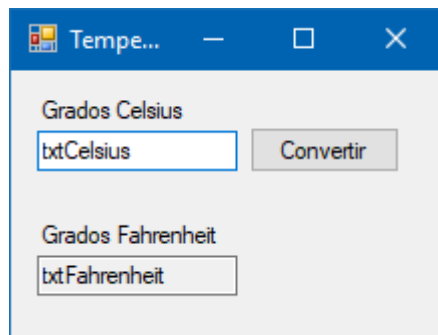 Tempe...
Grados Celsius
txtCelsius
Convertir
Grados Fahrenheit
txtFahrenheit